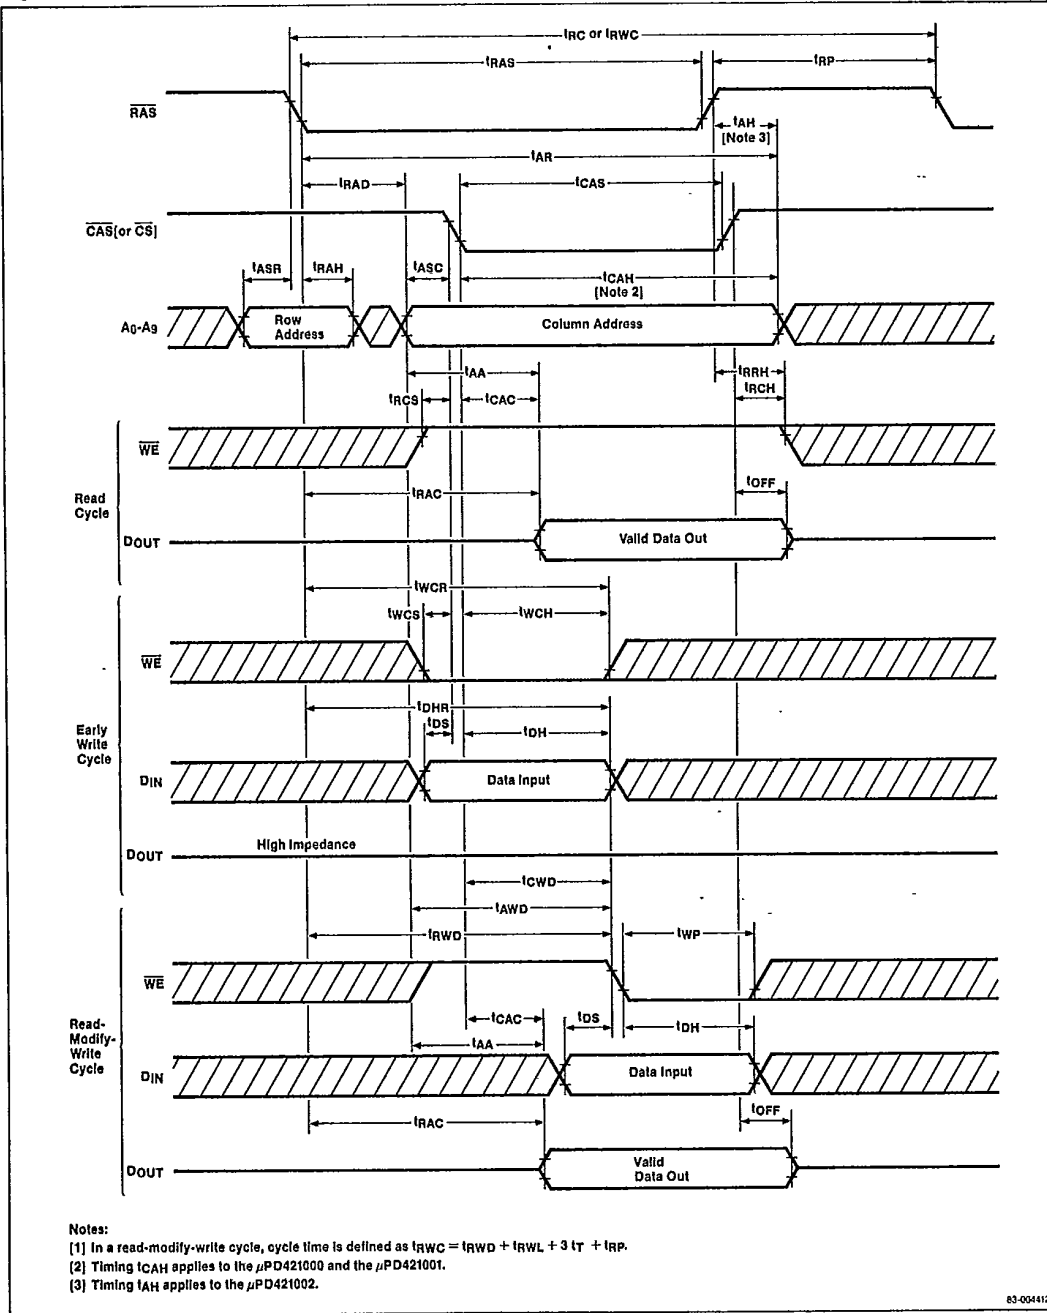 tRC or tRWC
tRAS
tRP
RAS
tAH
[Note 3]
tAR
tRAD
tCAS
CAS[or CS]
tASR
tRAH
tASC
tCAH
[Note 2]
A0-A9
Row
Address
Column Address
tAA
tRRH
tRCS
tCAC
tRCH
WE
tRAC
tOFF
Read
Cycle
DOUT
Valid Data Out
tWCR
tWCS
tWCH
WE
tDHR
tDS
tDH
Early
Write
Cycle
DIN
Data Input
High Impedance
DOUT
tCWD
tAWD
tRWD
tWP
WE
tCAC
tDS
tDH
tAA
Read-
Modify-
Write
Cycle
DIN
Data Input
tRAC
tOFF
DOUT
Valid
Data Out
Notes:
[1] In a read-modify-write cycle, cycle time is defined as tRWC = tRWD + tRWL + 3 tT + tRP.
[2] Timing tCAH applies to the μPD421000 and the μPD421001.
[3] Timing tAH applies to the μPD421002.
83-004412